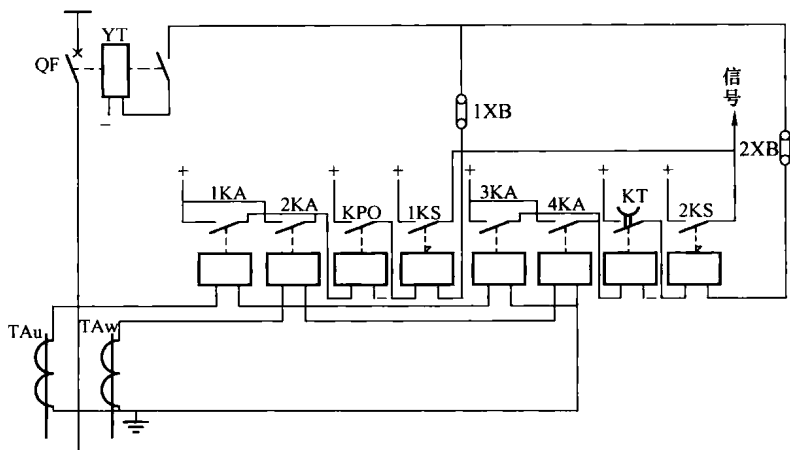 YT
QF
信号
1XB
2XB
+ + + + + + + +
1KA
2KA
KPO
1KS
3KA
4KA
KT
2KS
TAu
TAw